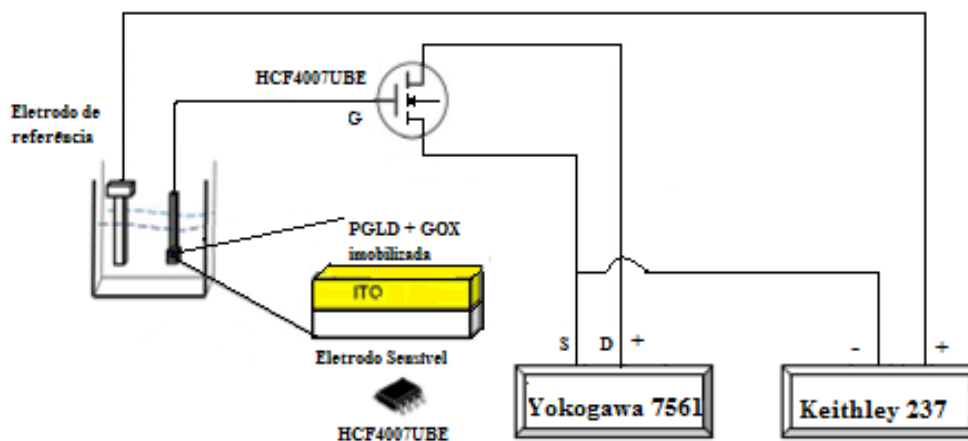 HCF4007UBE
Eletrodo de
referência
G
PGLD + GOX
imobilizada
ITO
Eletrodo Sensível
HCF4007UBE
S D +
- +
Yokogawa 7561
Keithley 237